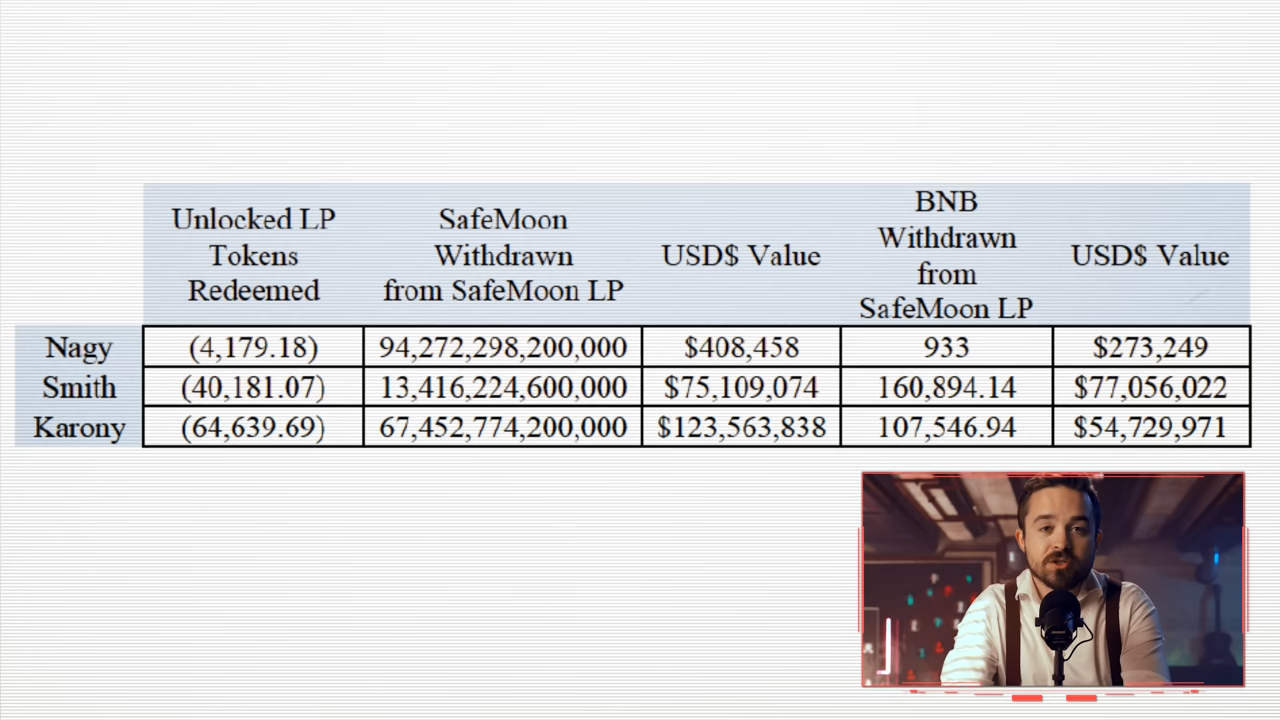 Unlocked LP Tokens Redeemed
SafeMoon Withdrawn from SafeMoon LP
USD$ Value
BNB Withdrawn from SafeMoon LP
USD$ Value
Nagy (4,179.18) 94,272,298,200,000 $408,458 933 $273,249
Smith (40,181.07) 13,416,224,600,000 $75,109,074 160,894.14 $77,056,022
Karony (64,639.69) 67,452,774,200,000 $123,563,838 107,546.94 $54,729,971